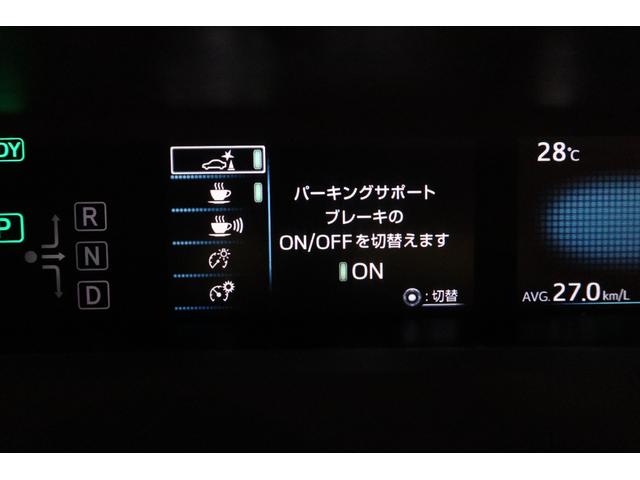 DY
28℃
P
R
N
D
パーキングサポート
ブレーキの
ON/OFFを切替えます
ON
:切替
AVG.27.0km/L